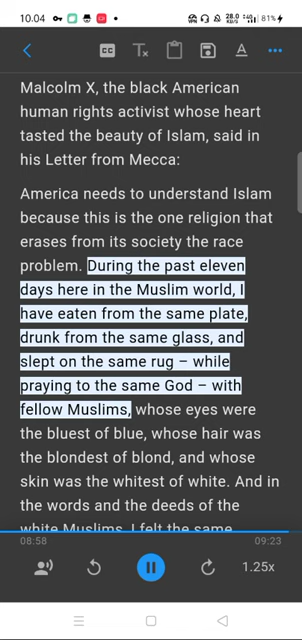 10.04
28.0
KB/S
81%
CC
Malcolm X, the black American
human rights activist whose heart
tasted the beauty of Islam, said in
his Letter from Mecca:
America needs to understand Islam
because this is the one religion that
erases from its society the race
problem. During the past eleven
days here in the Muslim world, I
have eaten from the same plate,
drunk from the same glass, and
slept on the same rug – while
praying to the same God – with
fellow Muslims, whose eyes were
the bluest of blue, whose hair was
the blondest of blond, and whose
skin was the whitest of white. And in
the words and the deeds of the
white Muslims, I felt the same
08:58
09:23
1.25x